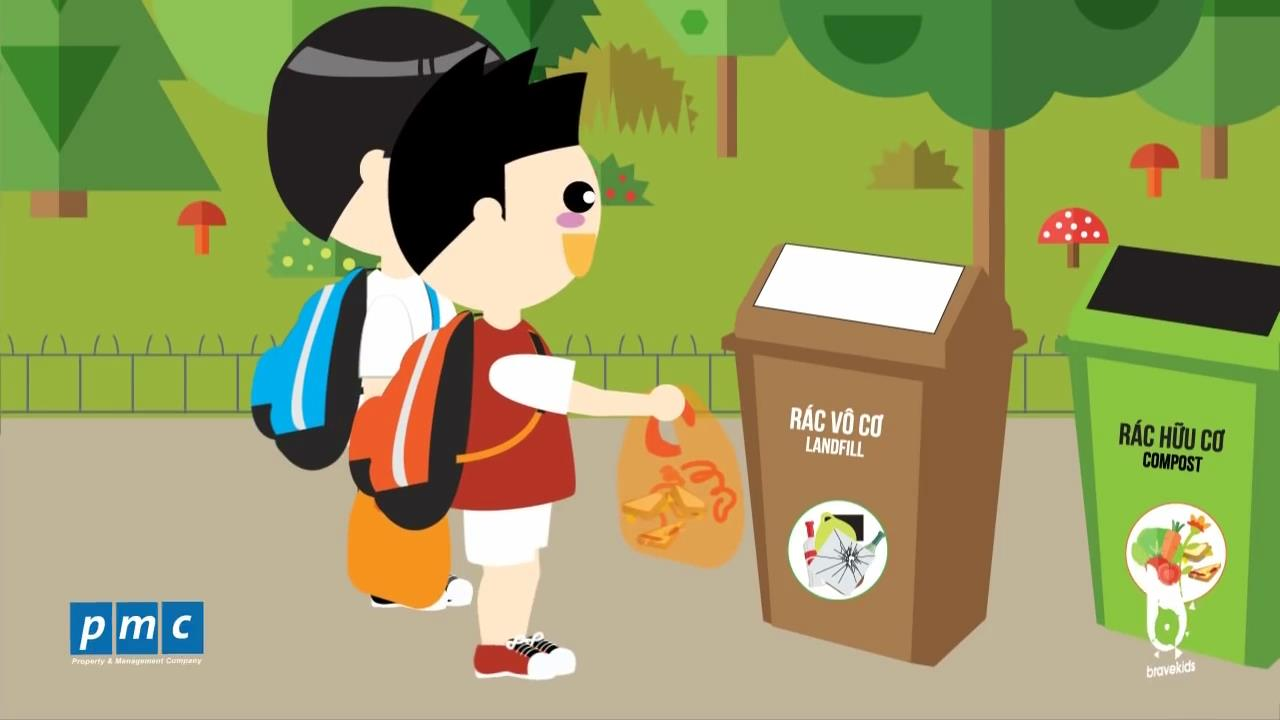 RÁC VÔ CƠ
LANDFILL
RÁC HỮU CƠ
COMPOST
pmc
Property & Management Company
bravekids